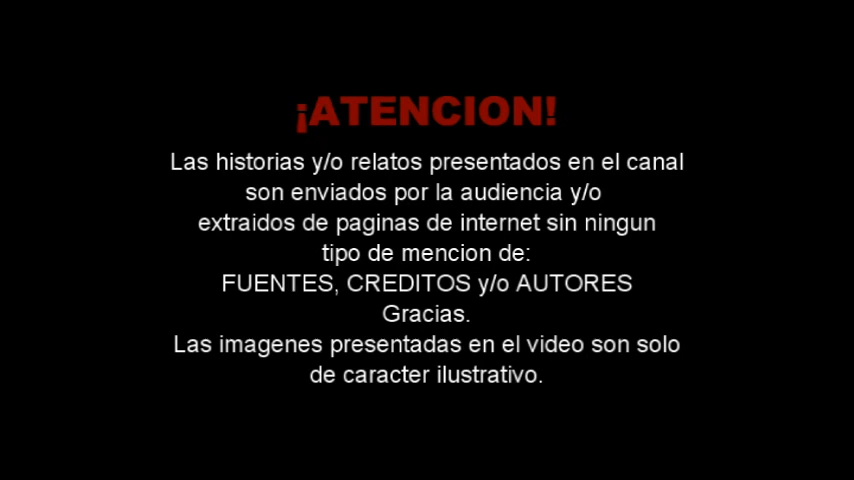 ¡ATENCION!
Las historias y/o relatos presentados en el canal
son enviados por la audiencia y/o
extraidos de paginas de internet sin ningun
tipo de mencion de:
FUENTES, CREDITOS y/o AUTORES
Gracias.
Las imagenes presentadas en el video son solo
de caracter ilustrativo.